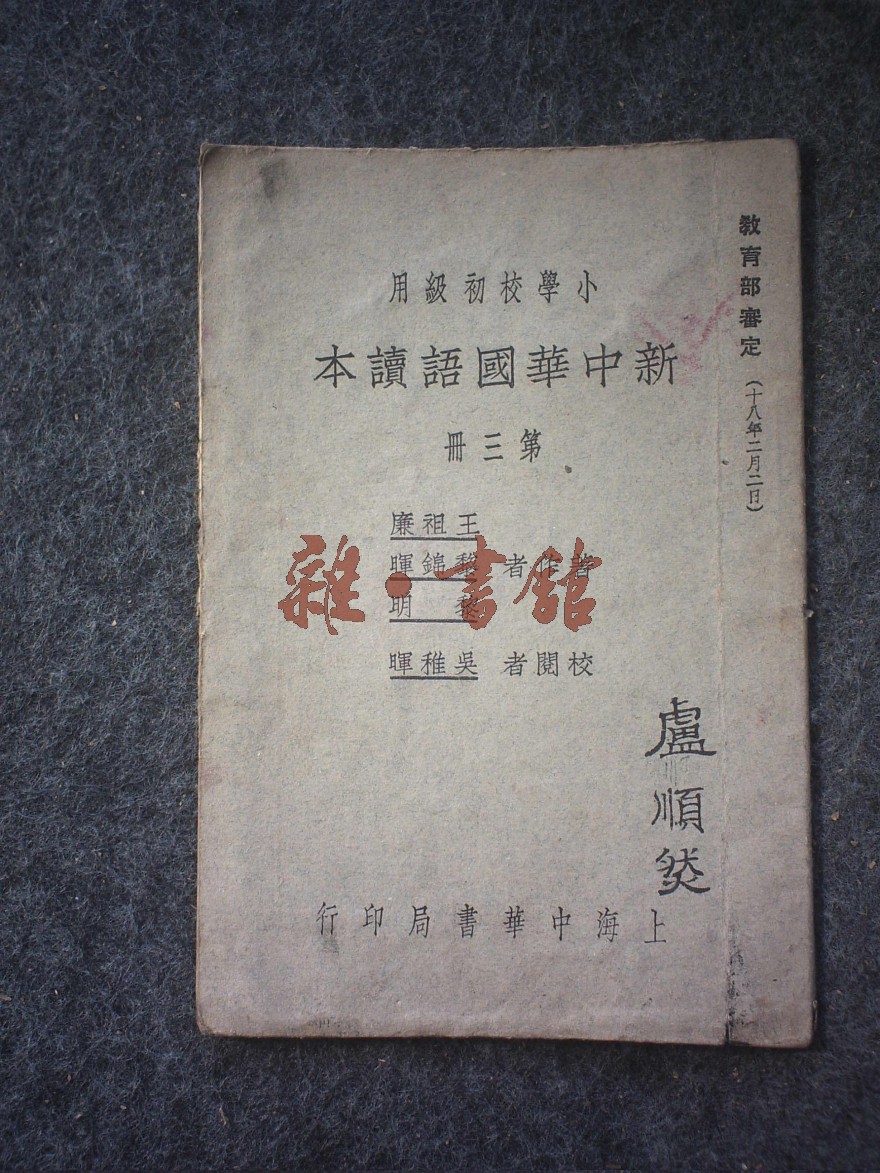 教育部審定（十八年二月二日）
小學校初級用
新中華國語讀本
第三冊
王祖廉
著作者 黎錦暉
黎明
校閱者 吳稚暉
盧順
上海中華書局印行
雜·書館